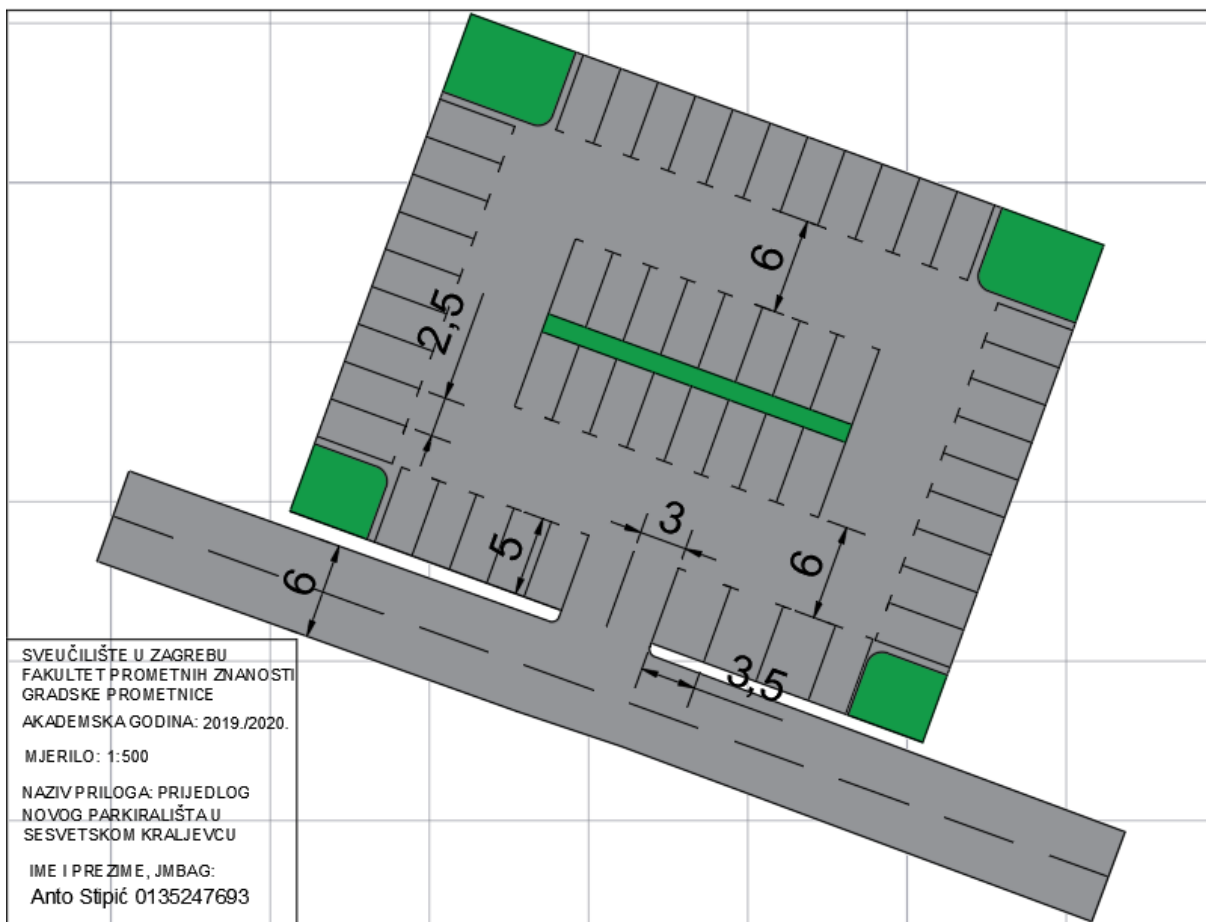 6
2,5
3
5
6
6
3,5
SVEUČILIŠTE U ZAGREBU
FAKULTET PROMETNIH ZNANOSTI
GRADSKE PROMETNICE
AKADEMSKA GODINA: 2019./2020.
MJERILO: 1:500
NAZIV PRILOGA: PRIJEDLOG
NOVOG PARKIRALIŠTA U
SESVETSKOM KRALJEVCU
IME I PREZIME, JMBAG:
Anto Stipić 0135247693